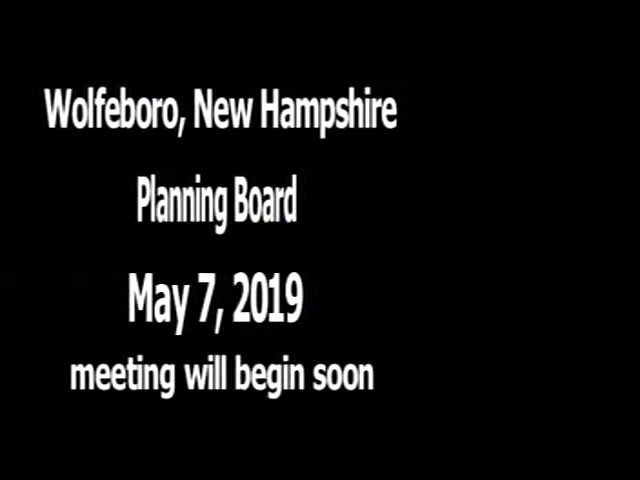 Wolfeboro, New Hampshire
Planning Board
May 7, 2019
meeting will begin soon